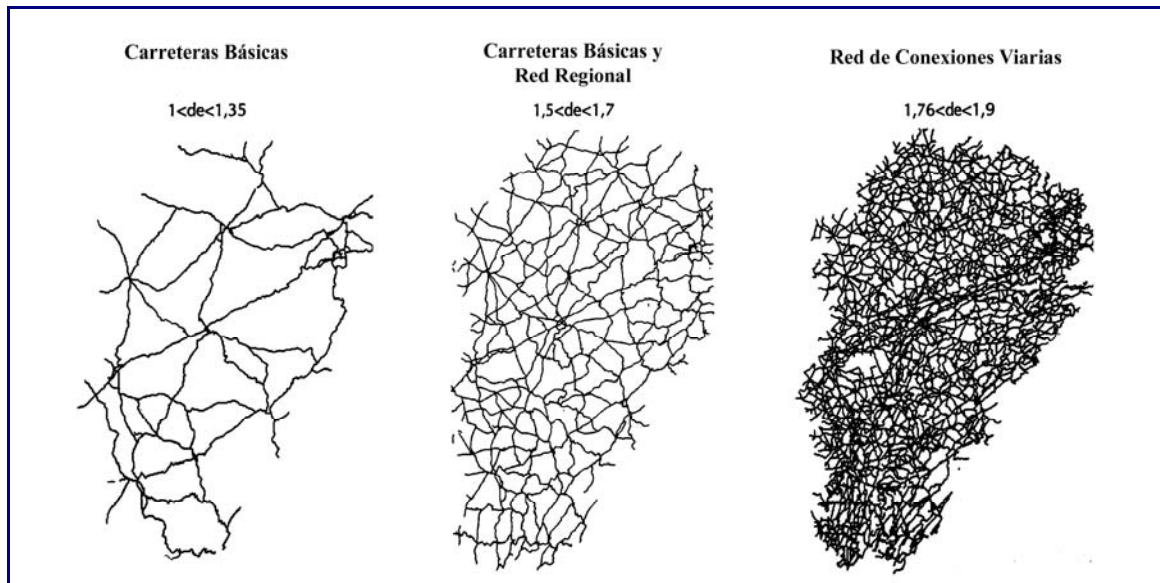 Carreteras Básicas
1<de<1,35
Carreteras Básicas y
Red Regional
1,5<de<1,7
Red de Conexiones Viarias
1,76<de<1,9